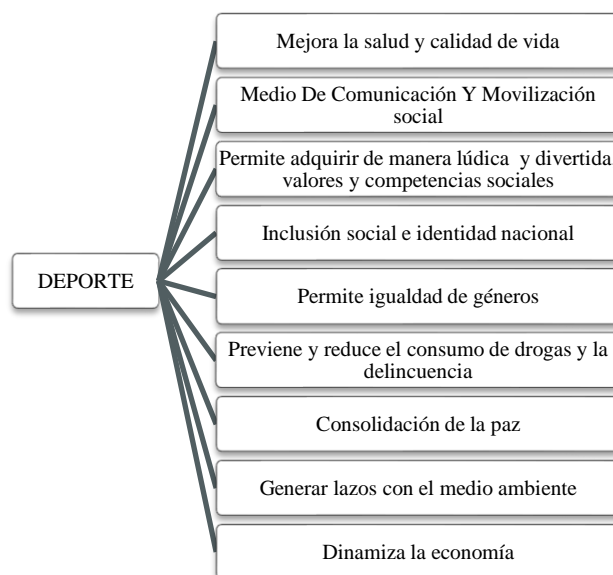 Mejora la salud y calidad de vida
Medio De Comunicación Y Movilización
social
Permite adquirir de manera lúdica y divertida
valores y competencias sociales
Inclusión social e identidad nacional
DEPORTE
Permite igualdad de géneros
Previene y reduce el consumo de drogas y la
delincuencia
Consolidación de la paz
Generar lazos con el medio ambiente
Dinamiza la economía